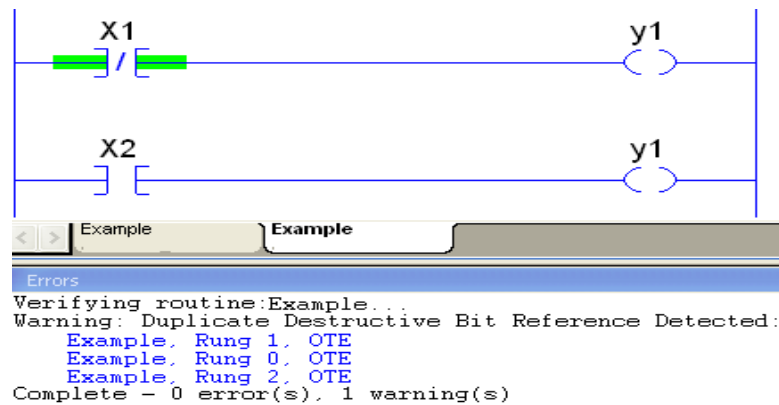 X1 y1
X2 y1
Example Example
Errors
Verifying routine:Example...
Warning: Duplicate Destructive Bit Reference Detected:
Example, Rung 1, OTE
Example, Rung 0, OTE
Example, Rung 2, OTE
Complete - 0 error(s), 1 warning(s)